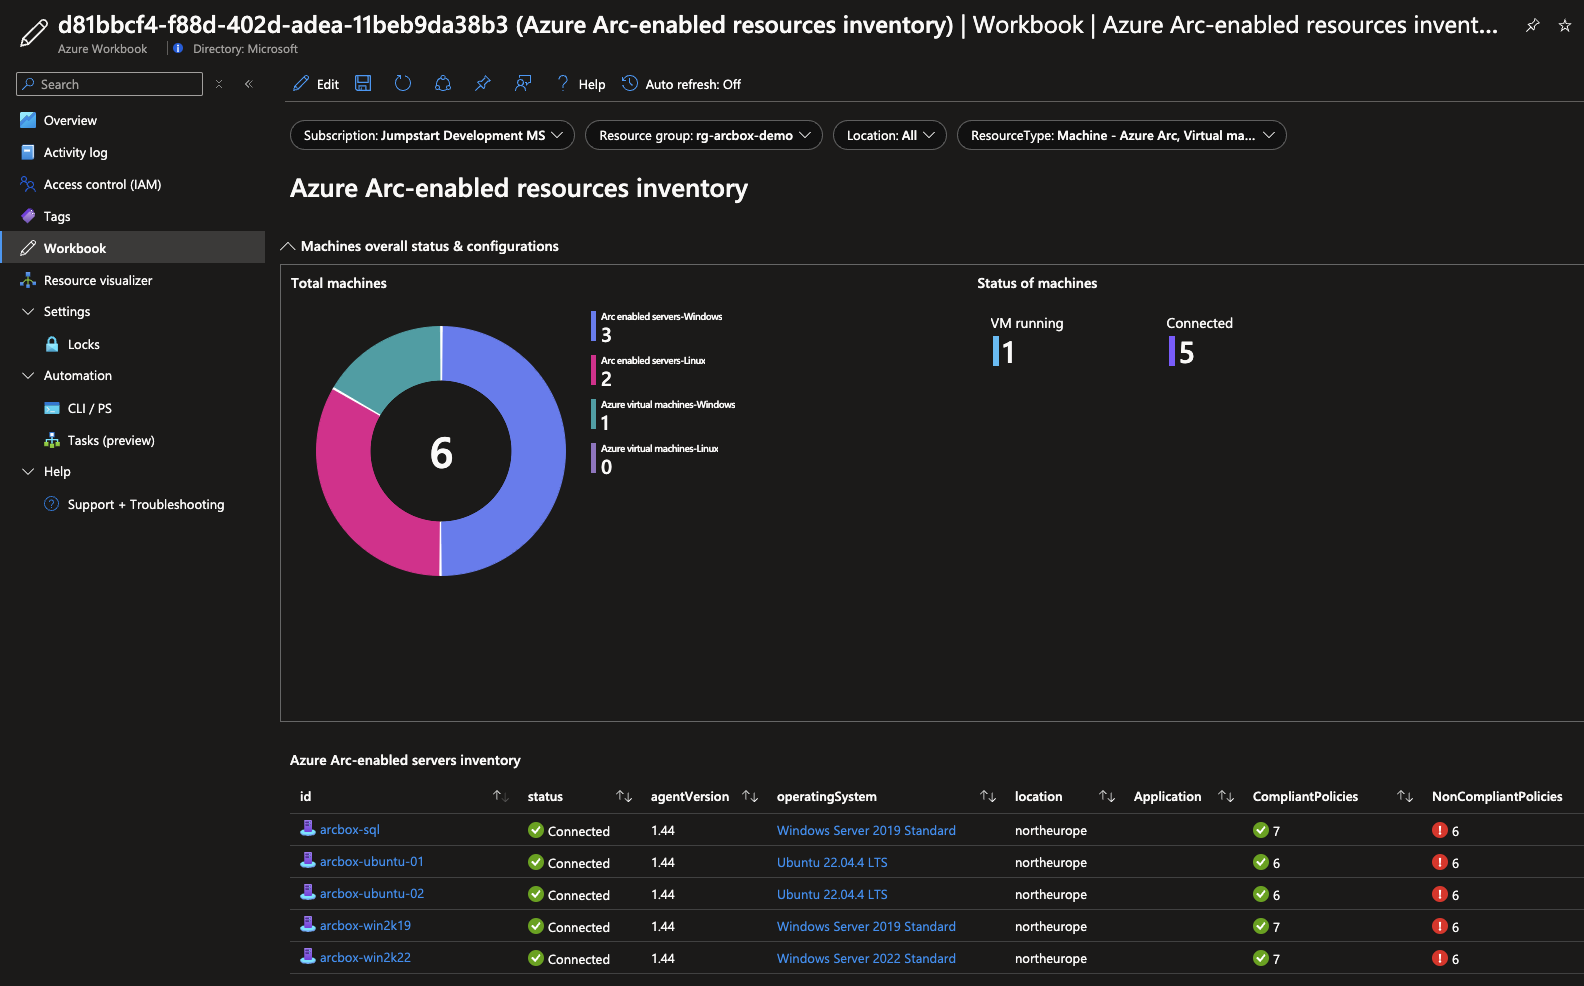 d81bbcf4-f88d-402d-adea-11beb9da38b3 (Azure Arc-enabled resources inventory) | Workbook | Azure Arc-enabled resources invent...
Azure Workbook | Directory: Microsoft
Search
Overview
Activity log
Access control (IAM)
Tags
Workbook
Resource visualizer
Settings
Locks
Automation
CLI / PS
Tasks (preview)
Help
Support + Troubleshooting
Edit ? Help Auto refresh: Off
Subscription: Jumpstart Development MS Resource group: rg-arcbox-demo Location: All ResourceType: Machine - Azure Arc, Virtual ma...
Azure Arc-enabled resources inventory
Machines overall status & configurations
Total machines
6
Arc enabled servers-Windows
3
Arc enabled servers-Linux
2
Azure virtual machines-Windows
1
Azure virtual machines-Linux
0
Status of machines
VM running
1
Connected
5
Azure Arc-enabled servers inventory
id status agentVersion operatingSystem location Application CompliantPolicies NonCompliantPolicies
arcbox-sql Connected 1.44 Windows Server 2019 Standard northeurope 7 6
arcbox-ubuntu-01 Connected 1.44 Ubuntu 22.04.4 LTS northeurope 6 6
arcbox-ubuntu-02 Connected 1.44 Ubuntu 22.04.4 LTS northeurope 6 6
arcbox-win2k19 Connected 1.44 Windows Server 2019 Standard northeurope 7 6
arcbox-win2k22 Connected 1.44 Windows Server 2022 Standard northeurope 7 6